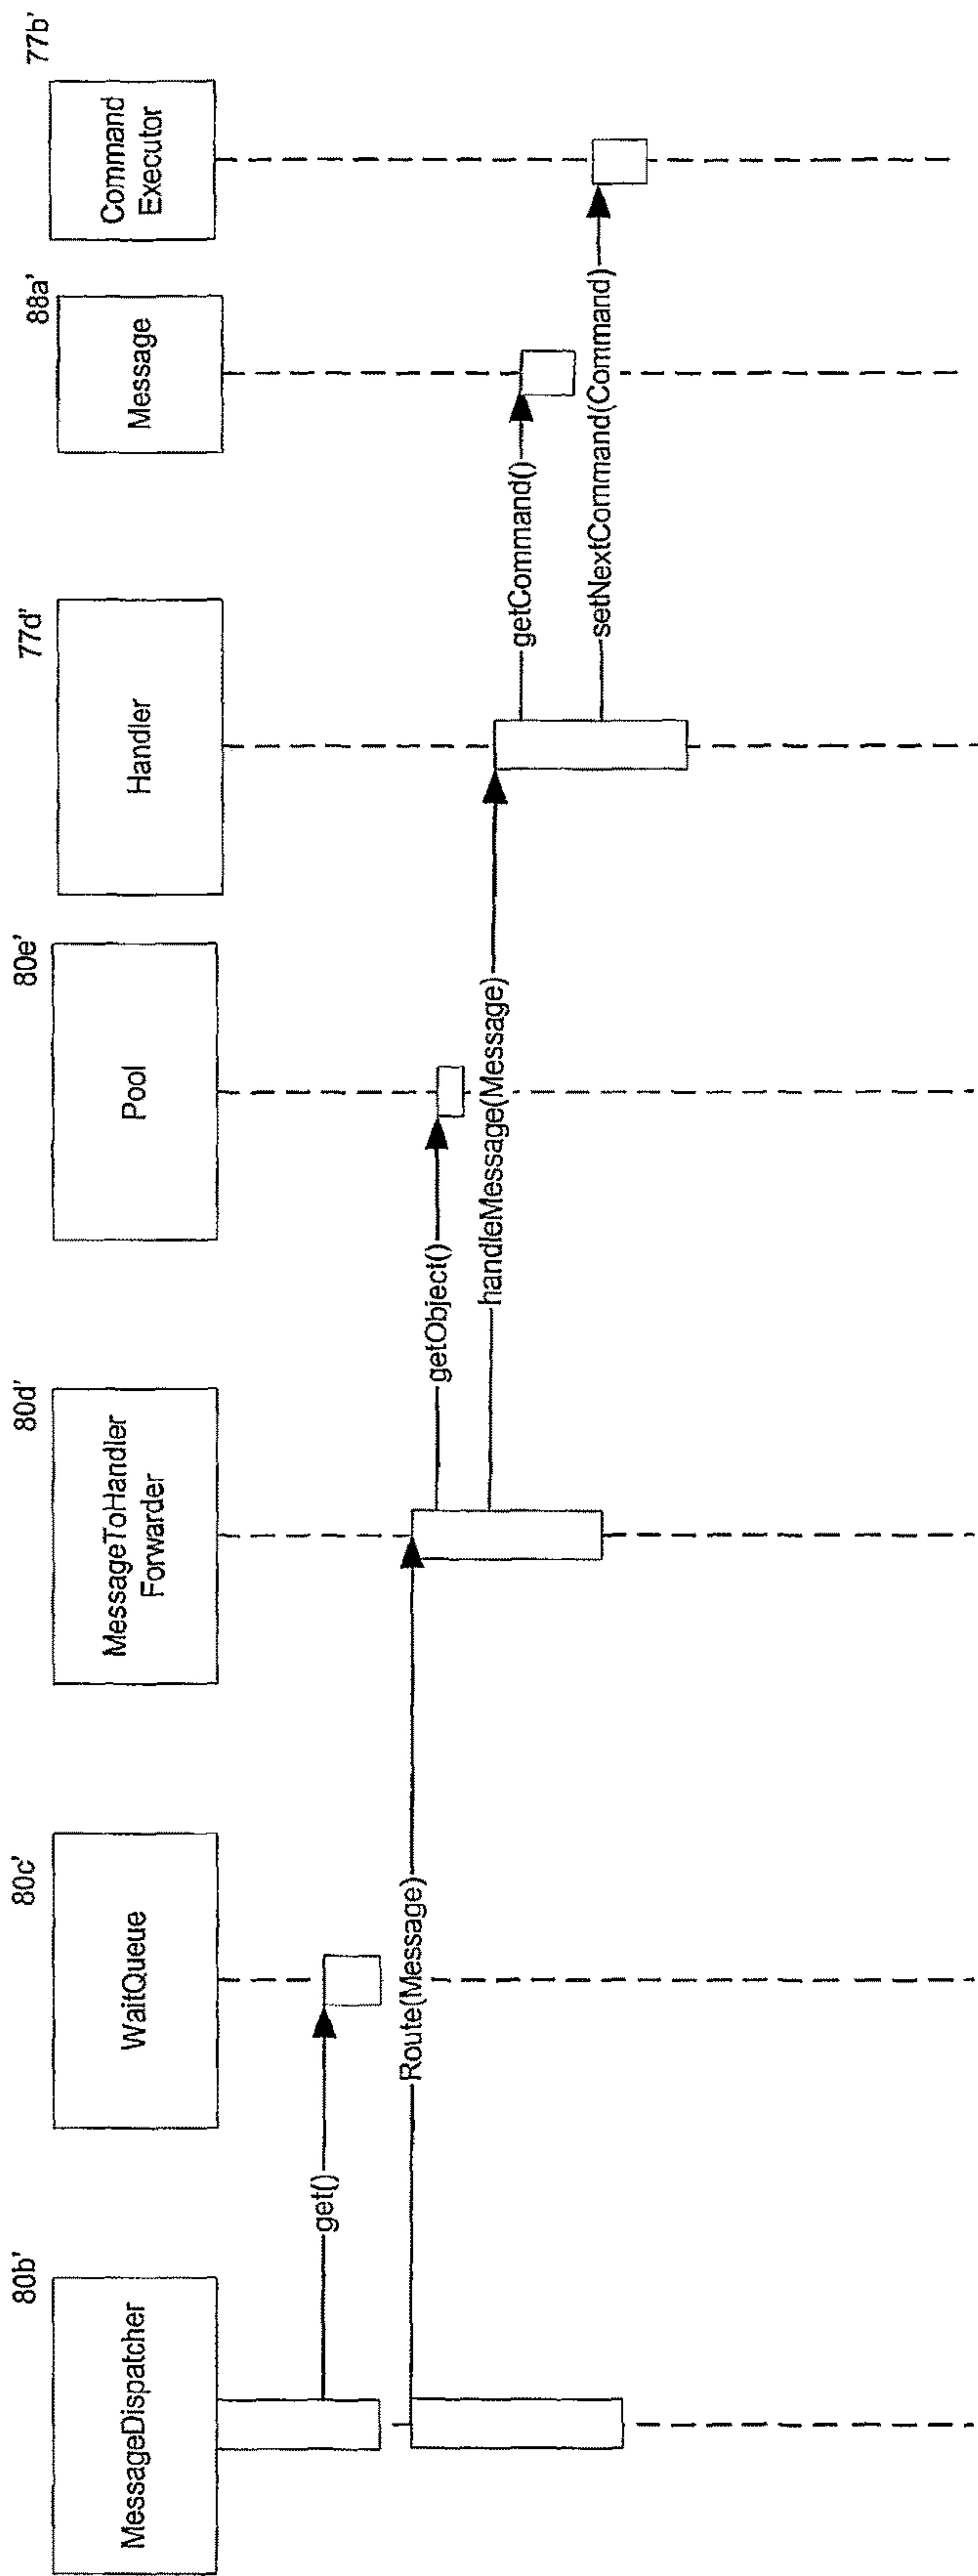 80b'
80c'
80d'
80e'
77d'
88a'
77b'
MessageDispatcher
WaitQueue
MessageToHandler
Forwarder
Pool
Handler
Message
Command
Executor
get()
Route(Message)
getObject()
handleMessage(Message)
getCommand()
setNextCommand(Command)